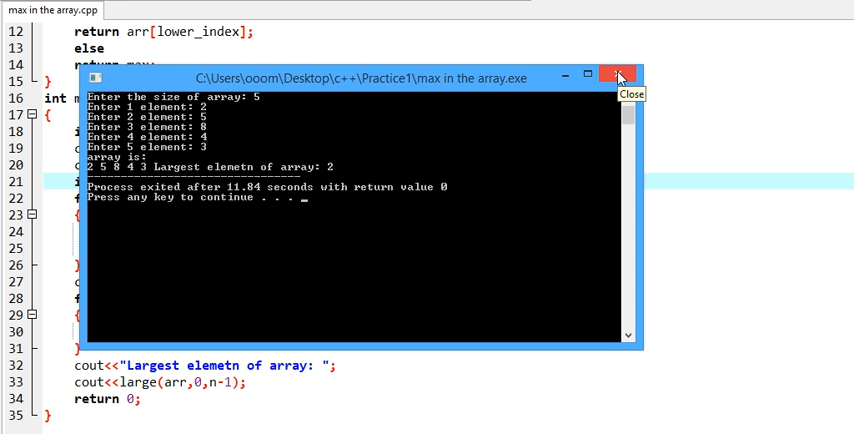 max in the array.cpp
12 return arr[lower_index];
13 else
14 return max;
15 }
16 int m
17 {
18 i
19 c
20 c
21 i
22 f
23 {
24
25
26 }
27 c
28 f
29 {
30
31 }
32 cout<<"Largest elemetn of array: ";
33 cout<<large(arr,0,n-1);
34 return 0;
35 }
C:\Users\ooom\Desktop\c++\Practice1\max in the array.exe
Close
Enter the size of array: 5
Enter 1 element: 2
Enter 2 element: 5
Enter 3 element: 8
Enter 4 element: 4
Enter 5 element: 3
array is:
2 5 8 4 3 Largest elemetn of array: 2
--------------------------------
Process exited after 11.84 seconds with return value 0
Press any key to continue . . . _